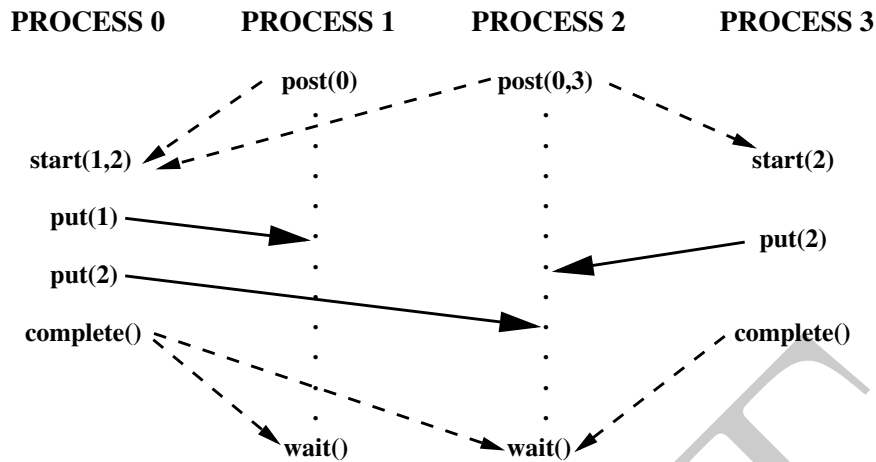 PROCESS 0 PROCESS 1 PROCESS 2 PROCESS 3
post(0) post(0,3)
start(1,2) start(2)
put(1)
put(2)
put(2)
complete() complete()
wait() wait()
T